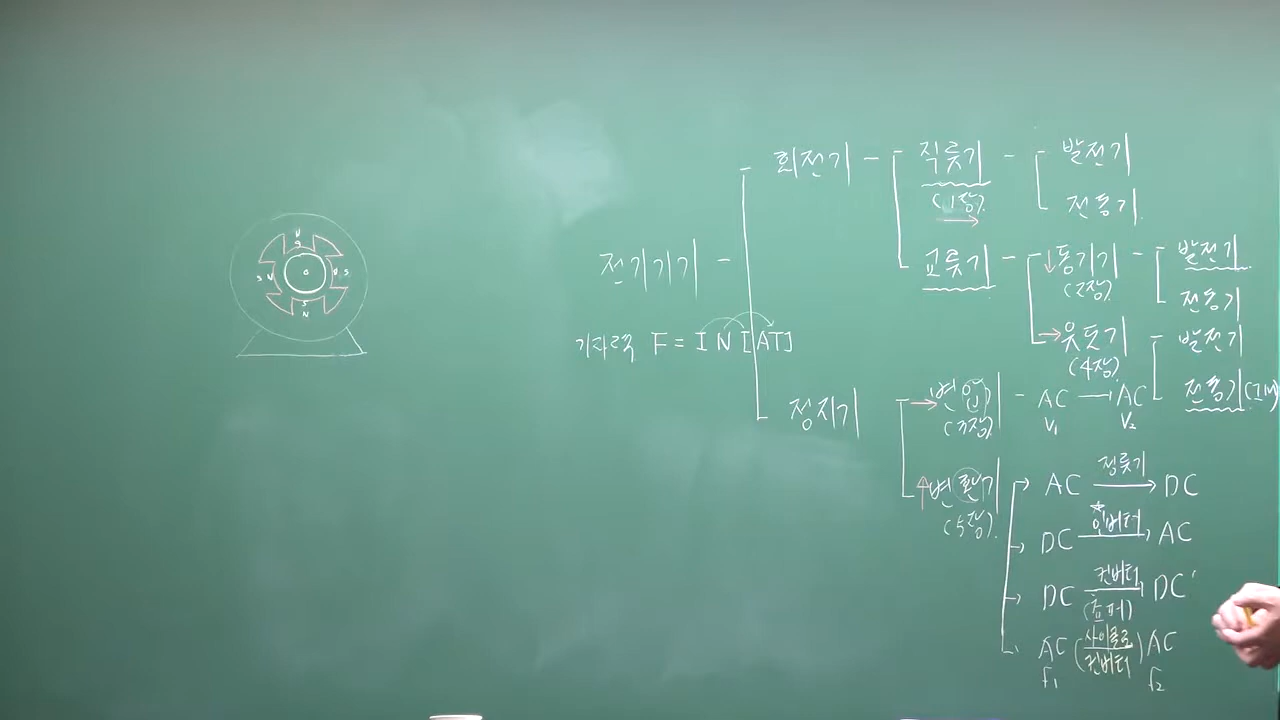 회전기 - 직류기 - 발전기
(1장)
전동기
전기기기 -
교류기 - 동기기 - 발전기
(2장)
전동기
유도기 발전기
(4장)
전동기
기자력 F = I N [AT]
정지기
변압기 - AC → AC
(3장) V₁ V₂
변환기
(5장)
AC 정류기 → DC
DC 인버터 → AC
DC 컨버터 → DC'
(쵸퍼)
AC (사이클로 컨버터) AC
f₁ f₂
N
S
S N
N S
S
N